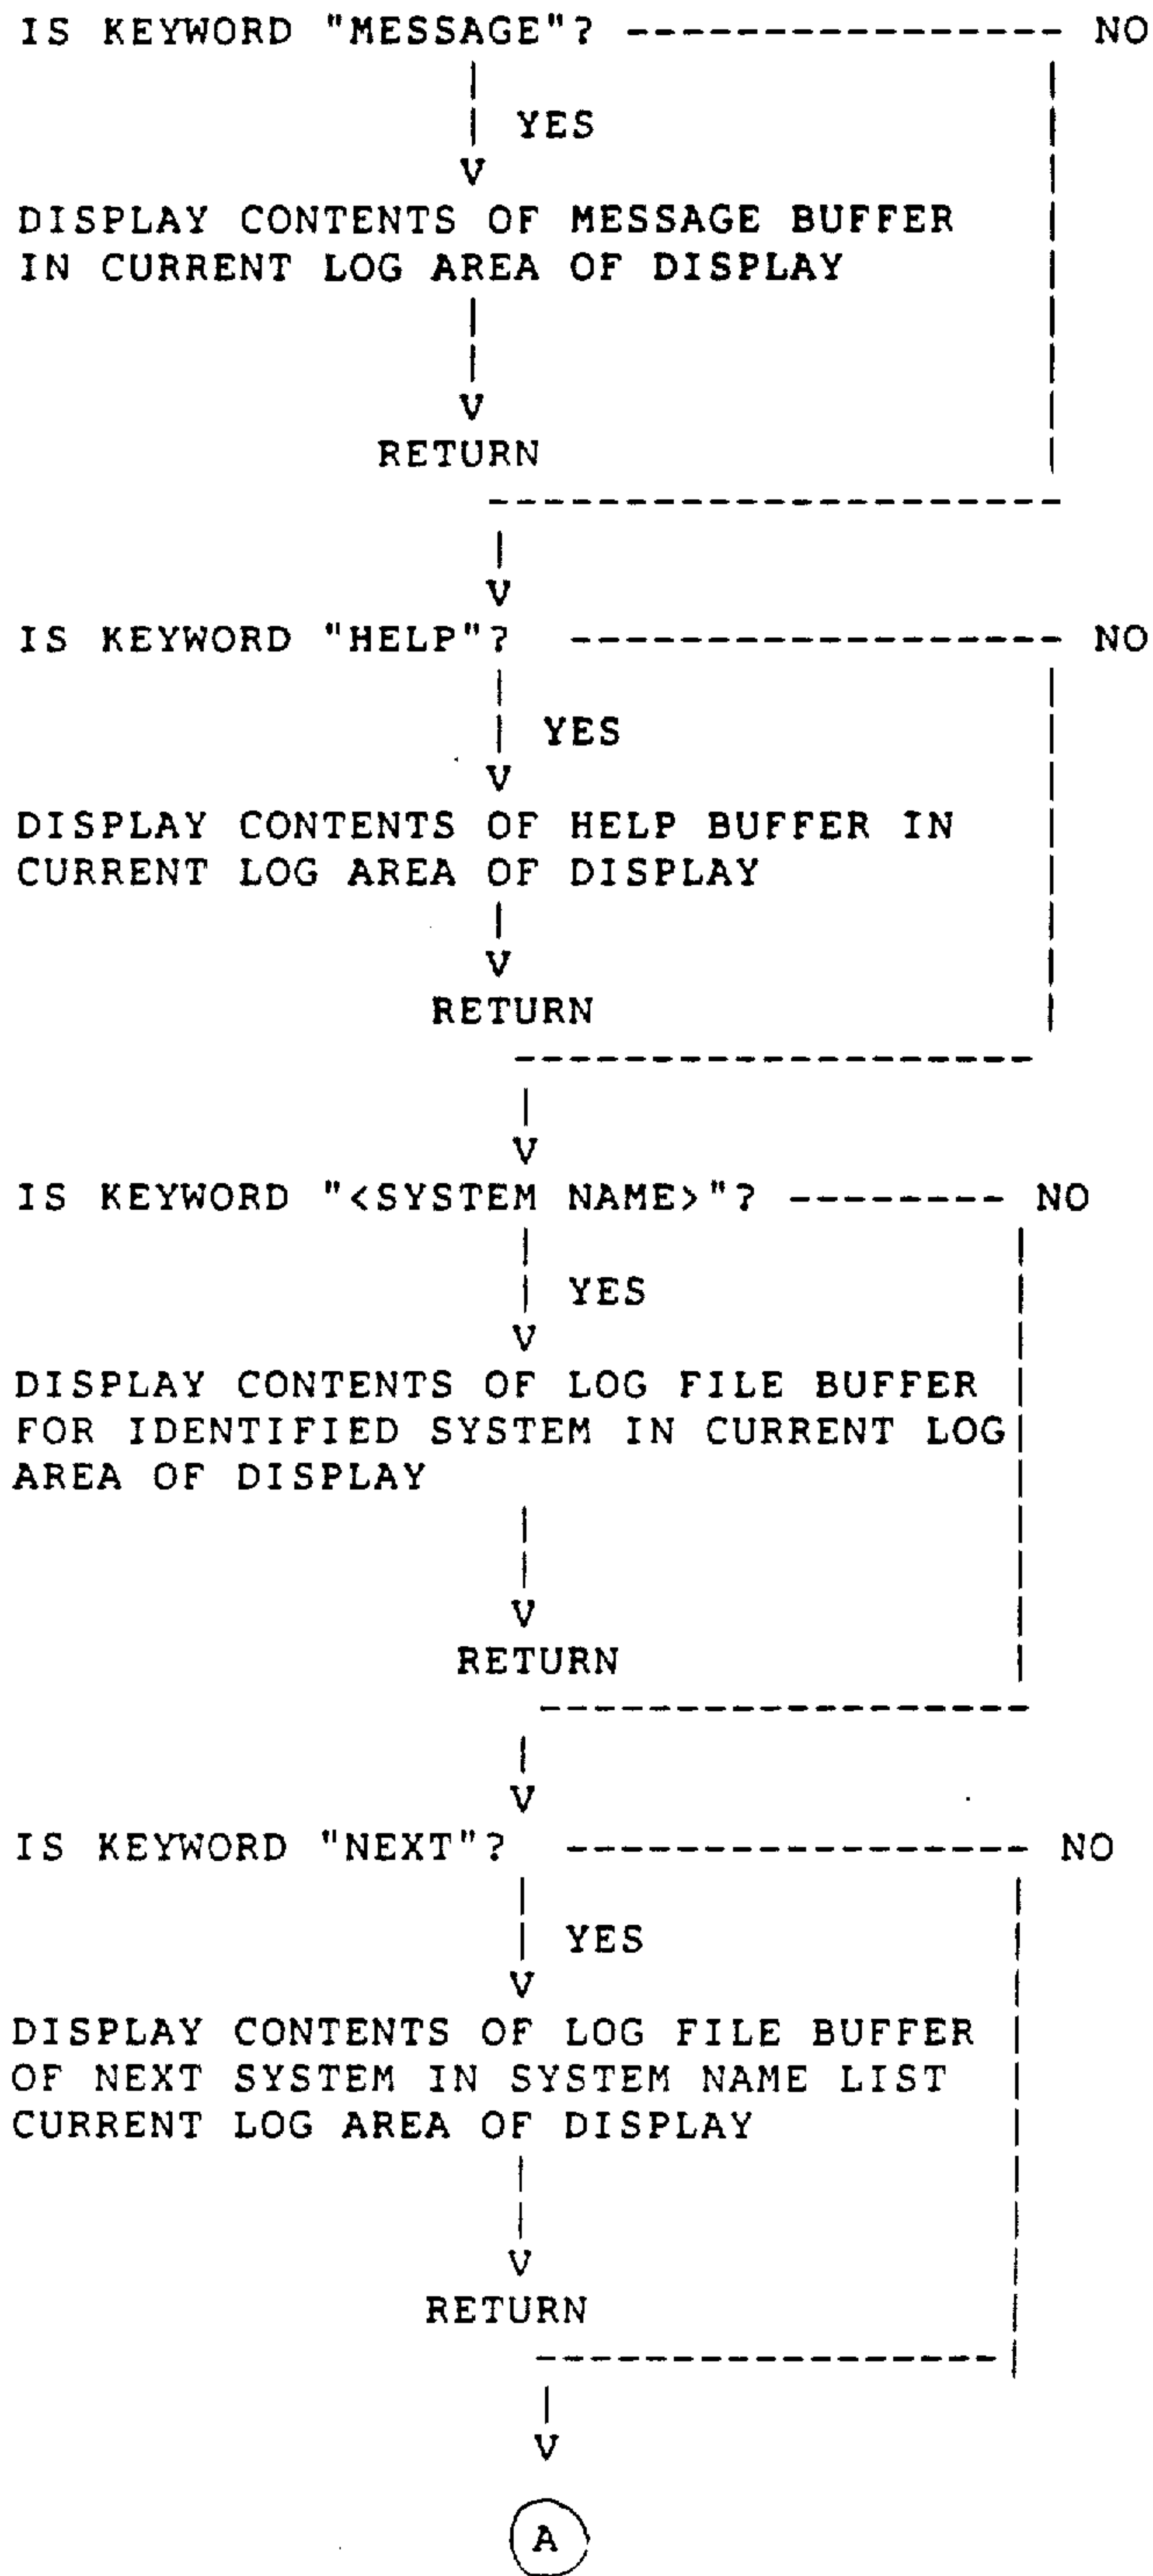 IS KEYWORD "MESSAGE"? ---------------- NO
YES
V
DISPLAY CONTENTS OF MESSAGE BUFFER
IN CURRENT LOG AREA OF DISPLAY
V
RETURN
V
IS KEYWORD "HELP"? ------------------ NO
YES
V
DISPLAY CONTENTS OF HELP BUFFER IN
CURRENT LOG AREA OF DISPLAY
V
RETURN
V
IS KEYWORD "<SYSTEM NAME>"? --------- NO
YES
V
DISPLAY CONTENTS OF LOG FILE BUFFER
FOR IDENTIFIED SYSTEM IN CURRENT LOG
AREA OF DISPLAY
V
RETURN
V
IS KEYWORD "NEXT"? ----------------- NO
YES
V
DISPLAY CONTENTS OF LOG FILE BUFFER
OF NEXT SYSTEM IN SYSTEM NAME LIST
CURRENT LOG AREA OF DISPLAY
V
RETURN
V
A